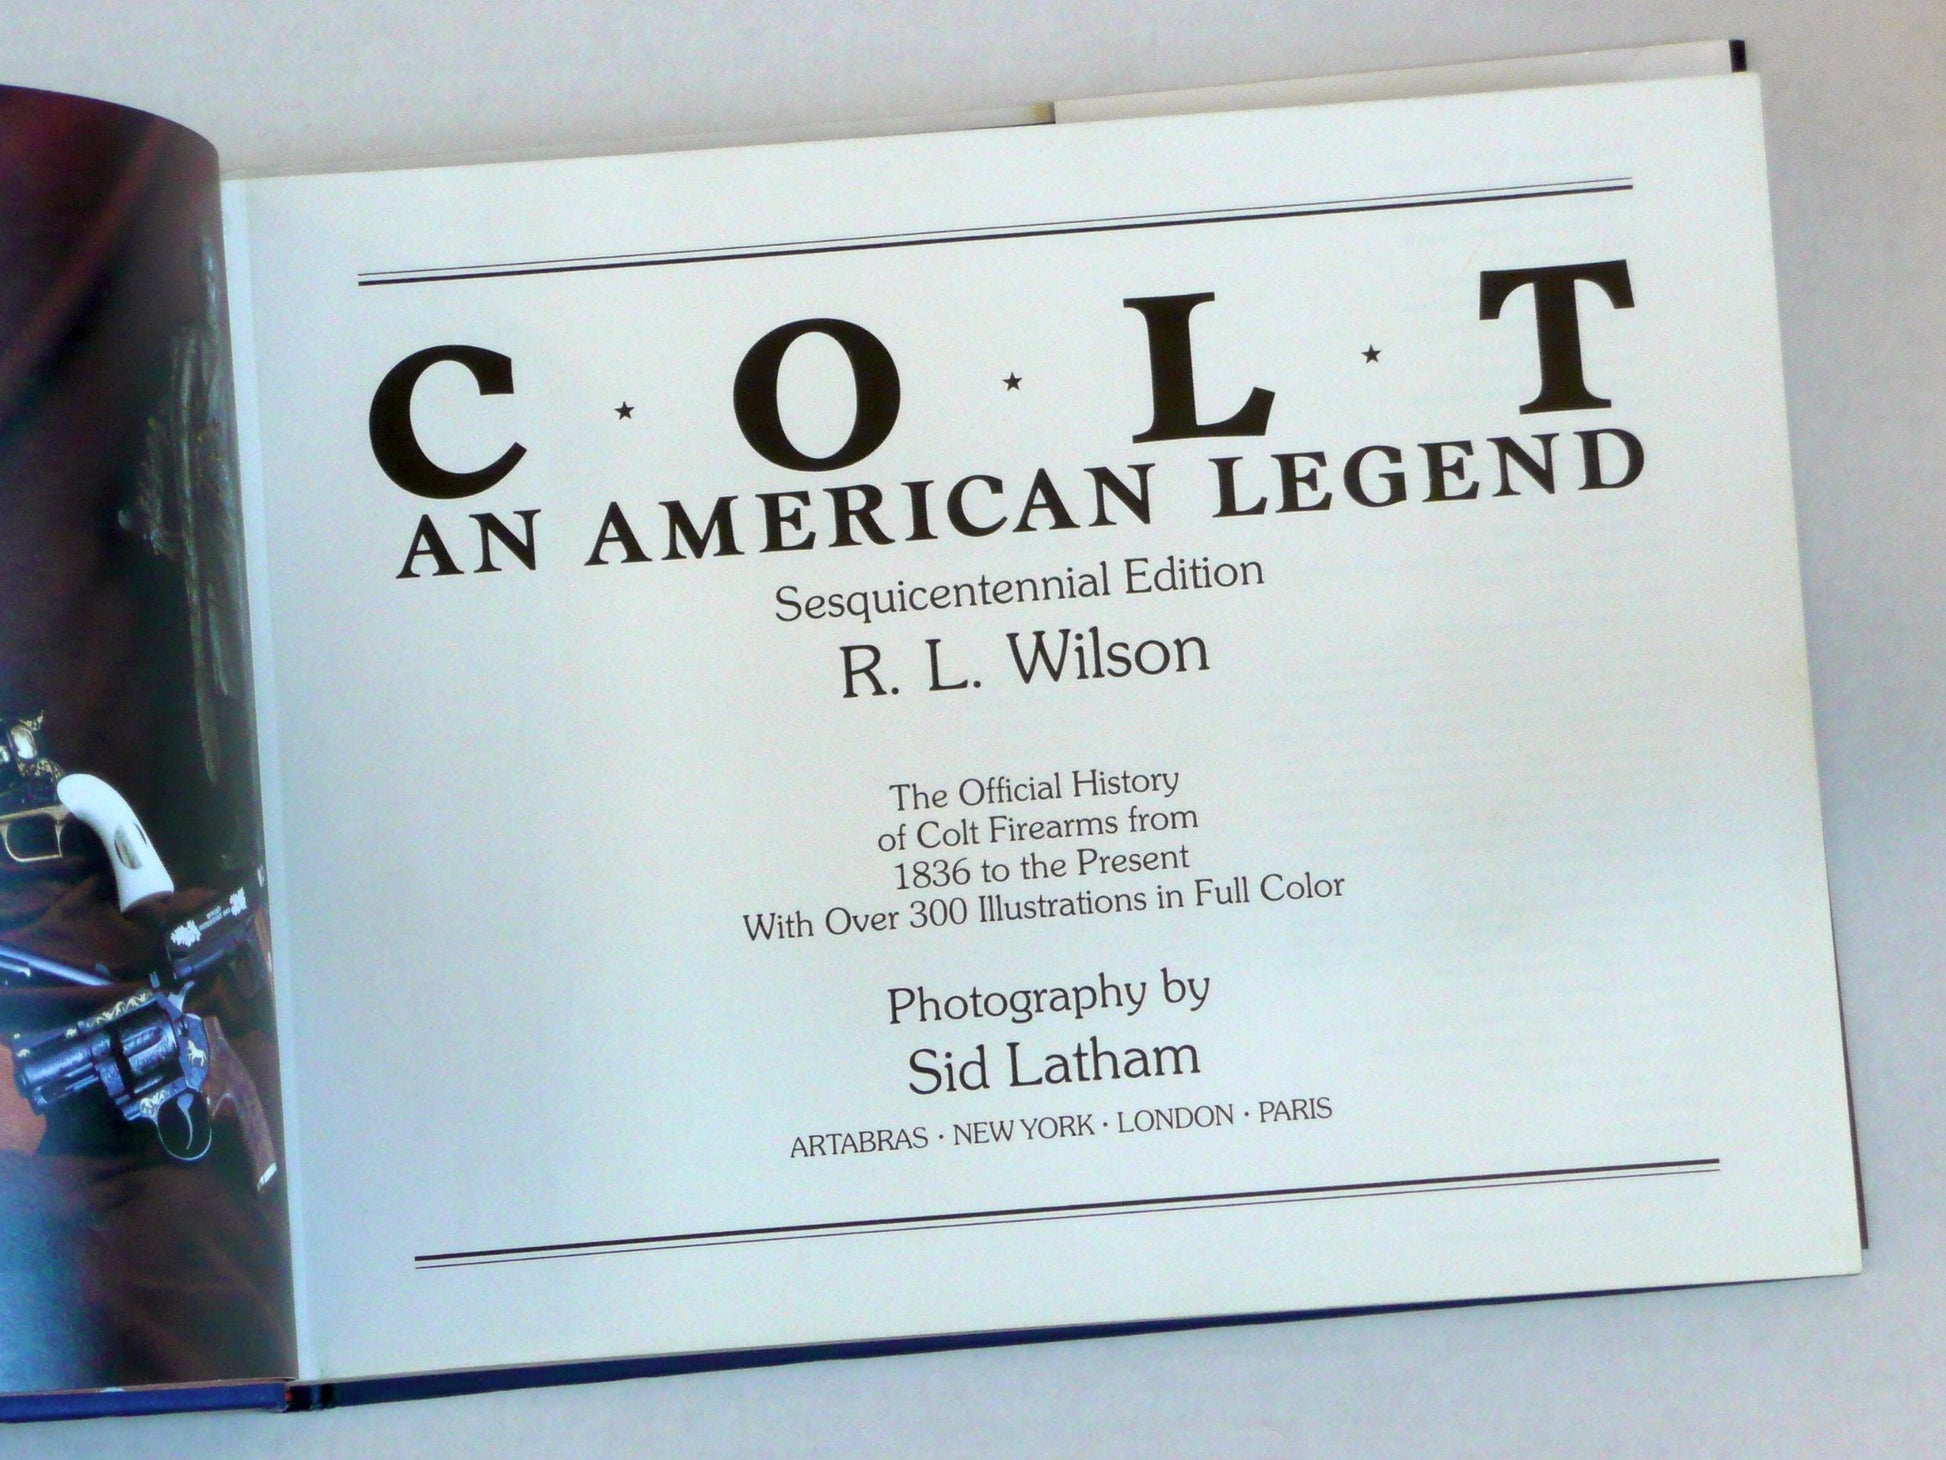 C ★ O ★ L ★ T
AN AMERICAN LEGEND
Sesquicentennial Edition
R. L. Wilson
The Official History
of Colt Firearms from
1836 to the Present
With Over 300 Illustrations in Full Color
Photography by
Sid Latham
ARTABRAS · NEW YORK · LONDON · PARIS